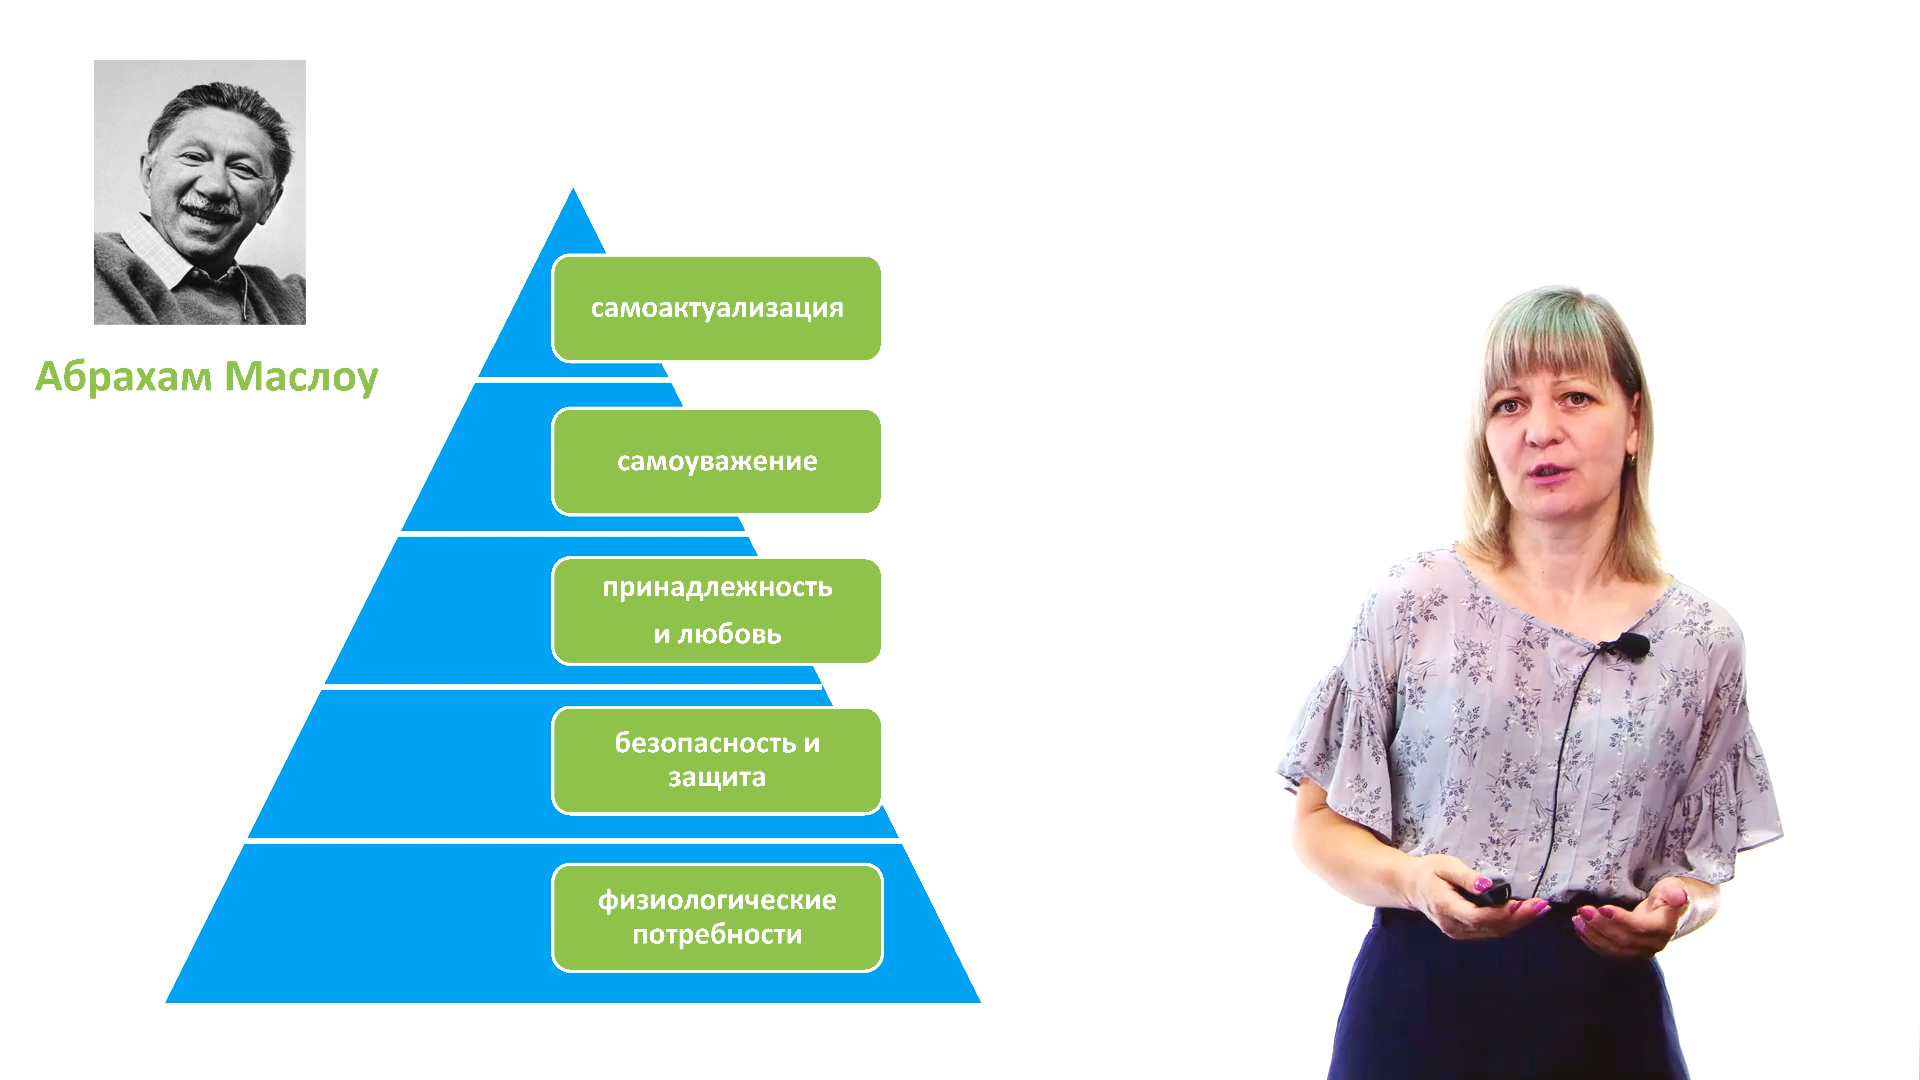 Абрахам Маслоу
самоактуализация
самоуважение
принадлежность
и любовь
безопасность и
защита
физиологические
потребности